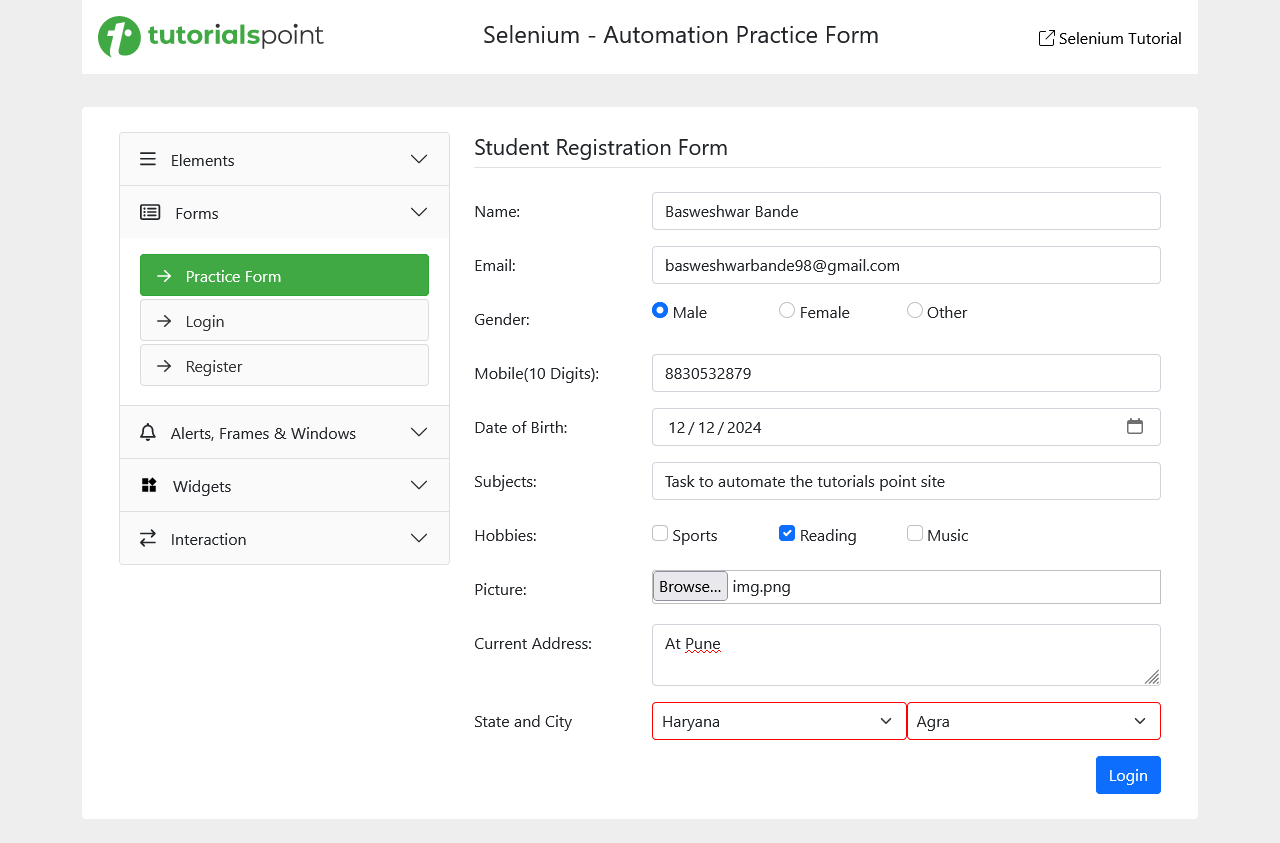 tutorialspoint
Selenium - Automation Practice Form
Selenium Tutorial
Elements
Forms
Practice Form
Login
Register
Alerts, Frames & Windows
Widgets
Interaction
Student Registration Form
Name: Basweshwar Bande
Email: basweshwarbande98@gmail.com
Gender: Male Female Other
Mobile(10 Digits): 8830532879
Date of Birth: 12/12/2024
Subjects: Task to automate the tutorials point site
Hobbies: Sports Reading Music
Picture: Browse... img.png
Current Address: At Pune
State and City Haryana Agra
Login